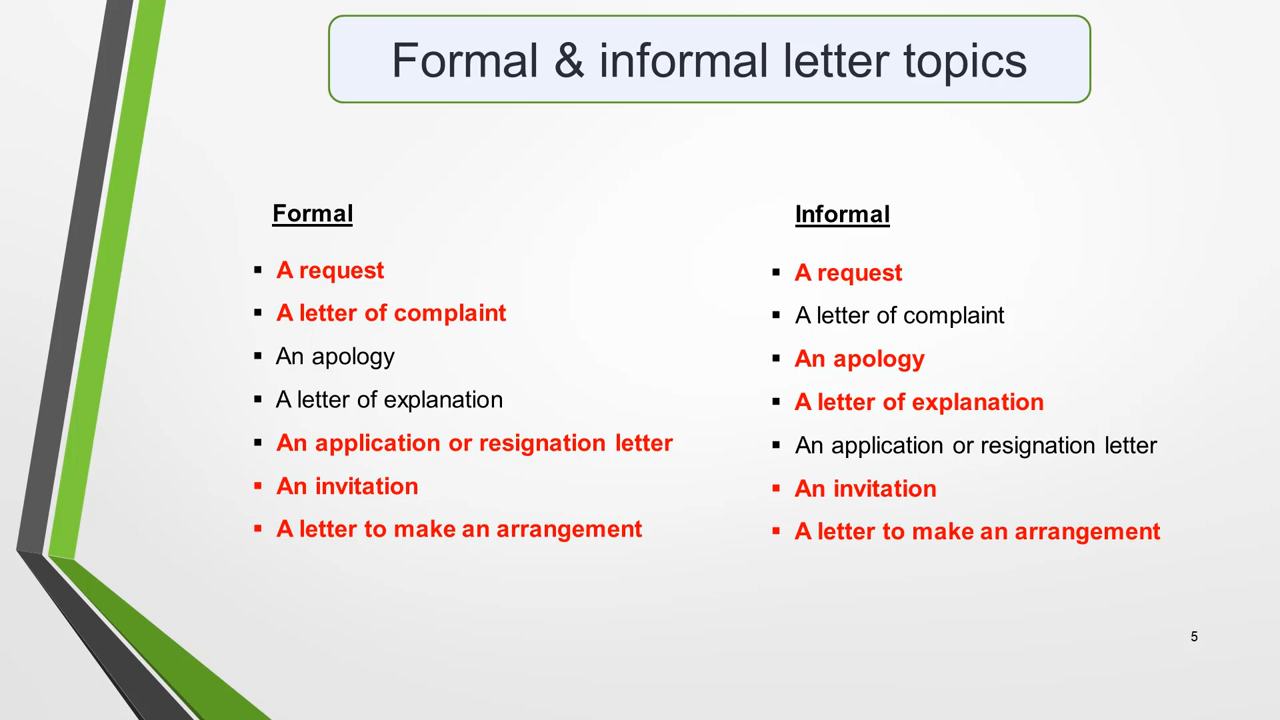 Formal & informal letter topics
Formal
▪ A request
▪ A letter of complaint
▪ An apology
▪ A letter of explanation
▪ An application or resignation letter
▪ An invitation
▪ A letter to make an arrangement
Informal
▪ A request
▪ A letter of complaint
▪ An apology
▪ A letter of explanation
▪ An application or resignation letter
▪ An invitation
▪ A letter to make an arrangement
5